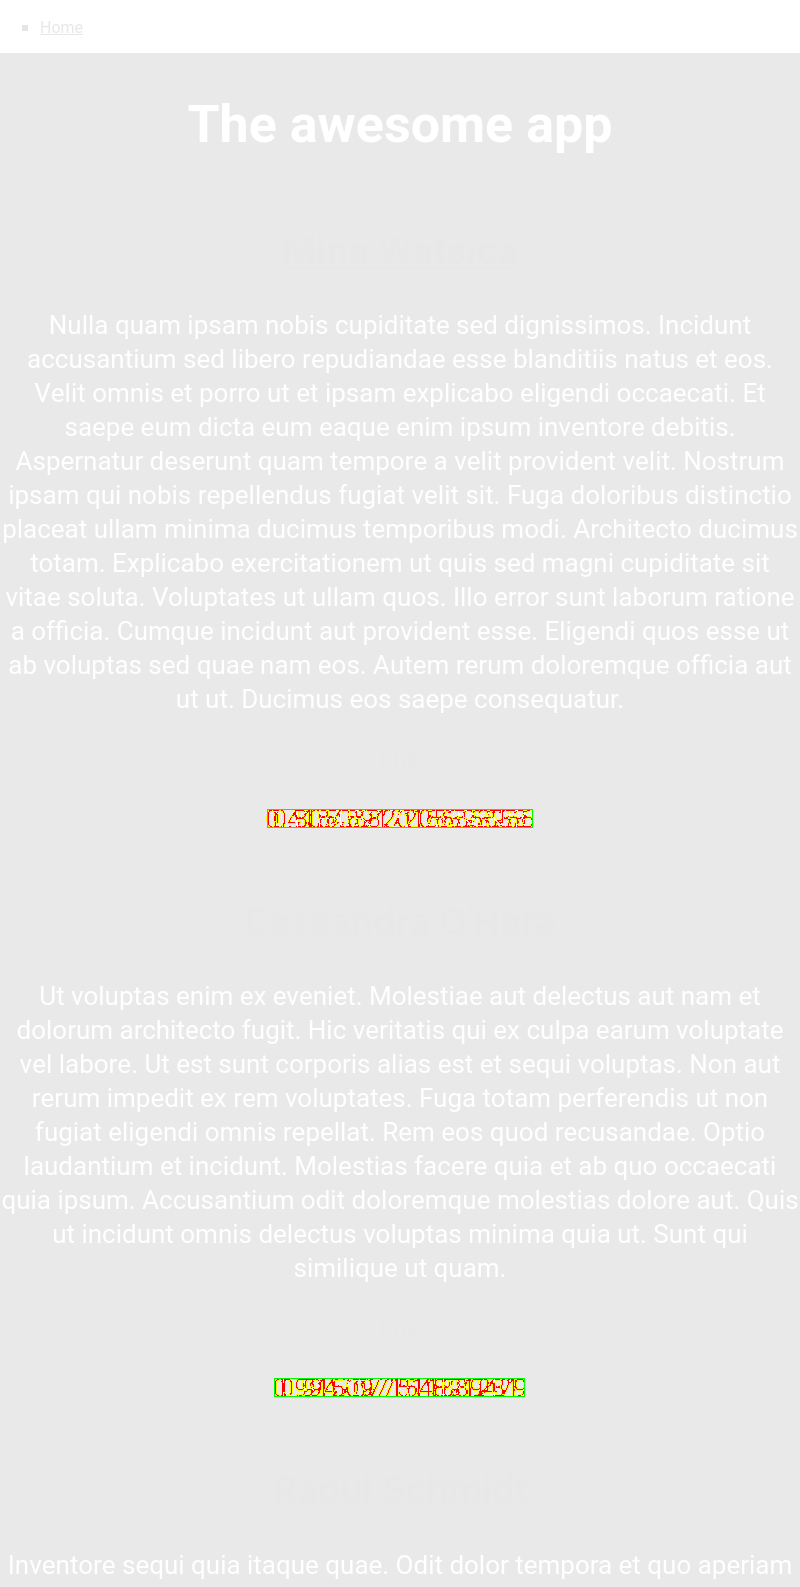 Home
The awesome app
Nulla quam ipsam nobis cupiditate sed dignissimos. Incidunt
accusantium sed libero repudiandae esse blanditiis natus et eos.
Velit omnis et porro ut et ipsam explicabo eligendi occaecati. Et
saepe eum dicta eum eaque enim ipsum inventore debitis.
Aspernatur deserunt quam tempore a velit provident velit. Nostrum
ipsam qui nobis repellendus fugiat velit sit. Fuga doloribus distinctio
placeat ullam minima ducimus temporibus modi. Architecto ducimus
totam. Explicabo exercitationem ut quis sed magni cupiditate sit
vitae soluta. Voluptates ut ullam quos. Illo error sunt laborum ratione
a officia. Cumque incidunt aut provident esse. Eligendi quos esse ut
ab voluptas sed quae nam eos. Autem rerum doloremque officia aut
ut ut. Ducimus eos saepe consequatur.
Ut voluptas enim ex eveniet. Molestiae aut delectus aut nam et
dolorum architecto fugit. Hic veritatis qui ex culpa earum voluptate
vel labore. Ut est sunt corporis alias est et sequi voluptas. Non aut
rerum impedit ex rem voluptates. Fuga totam perferendis ut non
fugiat eligendi omnis repellat. Rem eos quod recusandae. Optio
laudantium et incidunt. Molestias facere quia et ab quo occaecati
quia ipsum. Accusantium odit doloremque molestias dolore aut. Quis
ut incidunt omnis delectus voluptas minima quia ut. Sunt qui
similique ut quam.
Inventore sequi quia itaque quae. Odit dolor tempora et quo aperiam